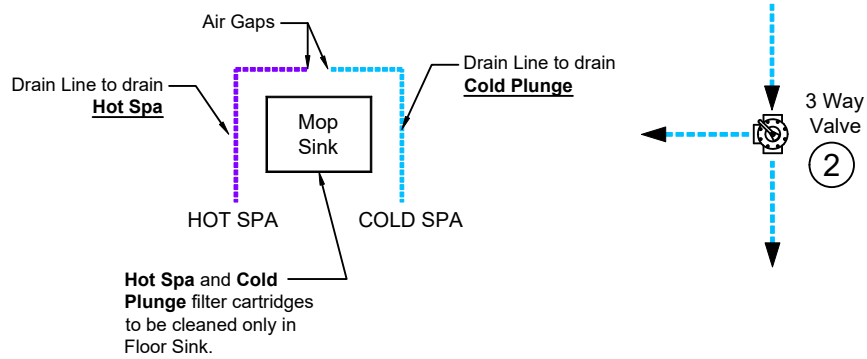 Air Gaps
Drain Line to drain
Hot Spa
Drain Line to drain
Cold Plunge
Mop
Sink
HOT SPA
COLD SPA
Hot Spa and Cold
Plunge filter cartridges
to be cleaned only in
Floor Sink.
3 Way
Valve
2